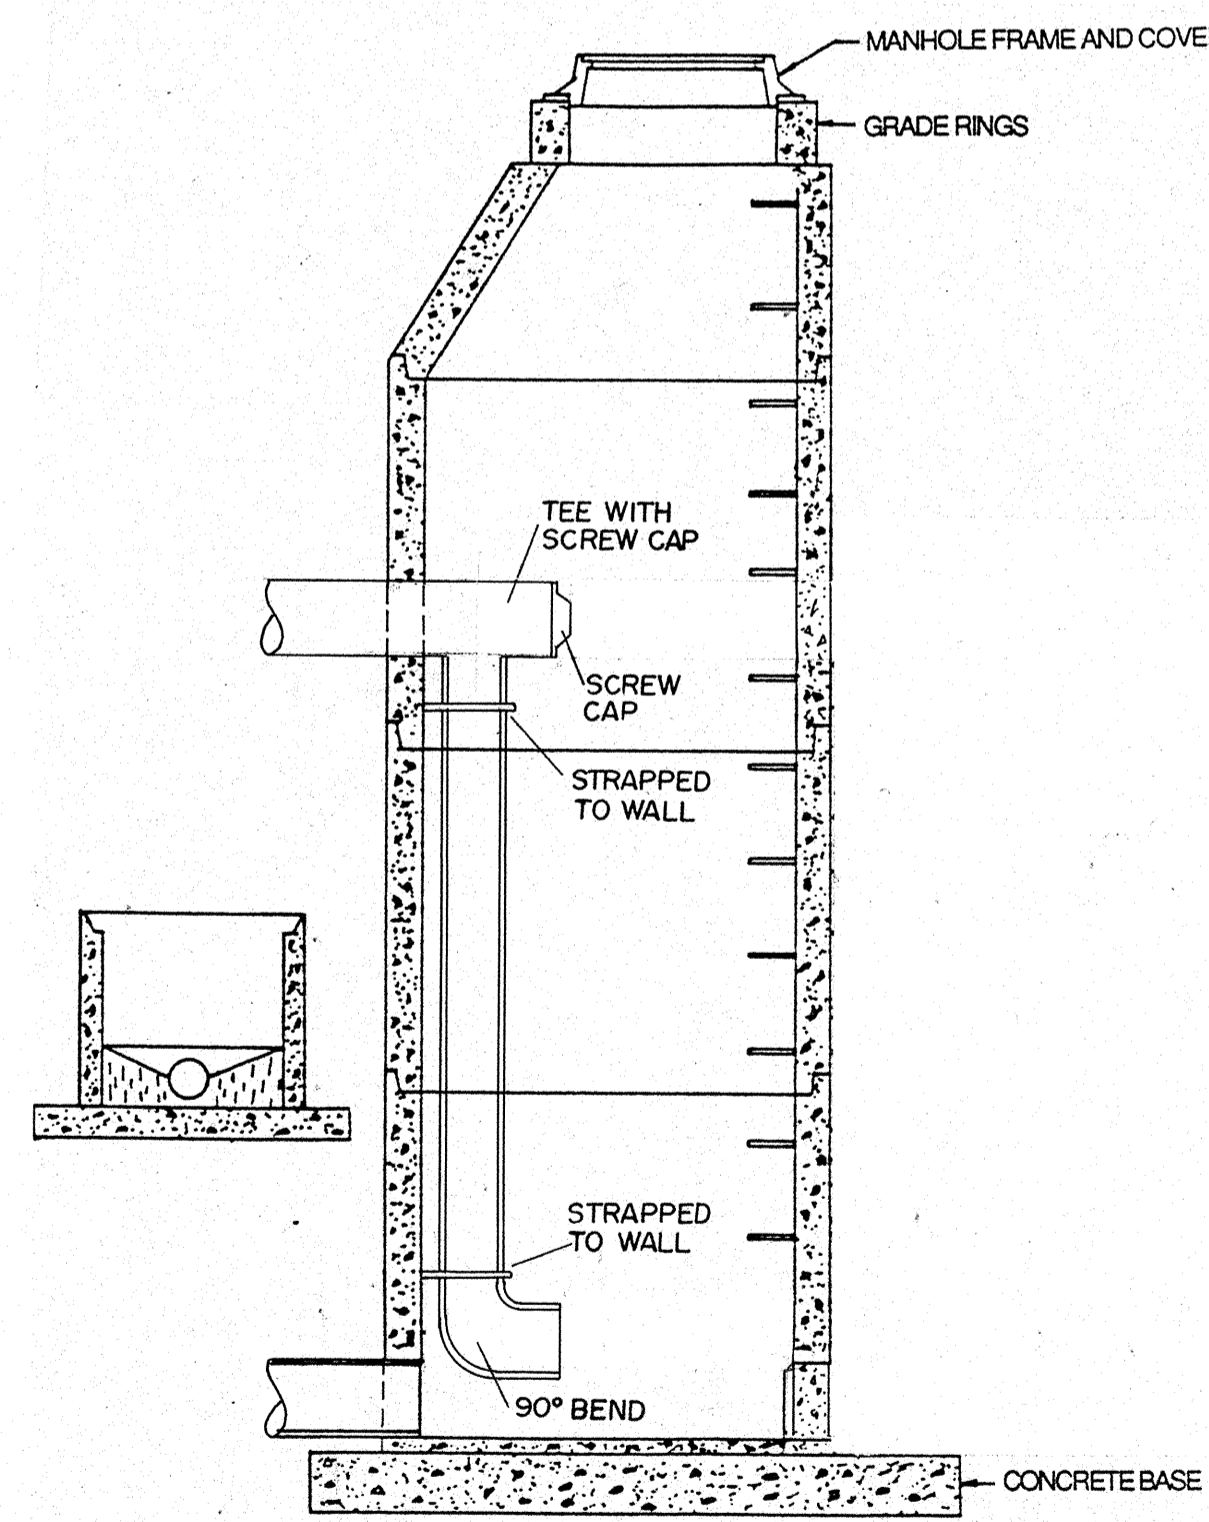 MANHOLE FRAME AND COVE
GRADE RINGS
TEE WITH
SCREW CAP
SCREW
CAP
STRAPPED
TO WALL
STRAPPED
TO WALL
90° BEND
CONCRETE BASE